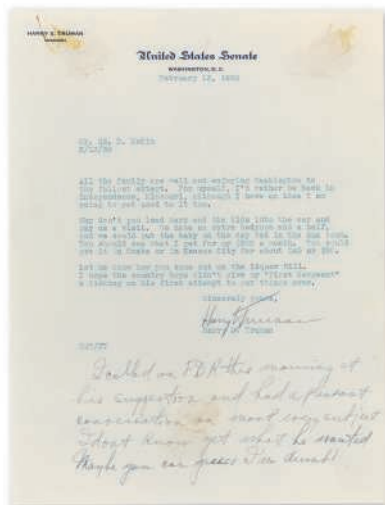 HARRY S. TRUMAN
United States Senate
WASHINGTON, D.C.
February 12,
Mr. D.
All the family are well and enjoying Washington to
the fullest extent. For myself, I'd rather be back in
Independence, Missouri, although I have an idea I am
going to get used to it too.
Why don't you load Mary and the kids into the car and
pay us a visit. We have an extra bedroom and a half,
and we could put the baby on the day bed in the sun room.
You should see what I get for my a month. You could
get it in or in Kansas City for about or
Let me know how you come out on the Liquor Bill.
I hope the country boys didn't give my "First Sergeant"
a licking on his first attempt to put things over.
Sincerely yours,
Harry S Truman
Harry S. Truman
I called on FDR this morning at
his suggestion and had a pleasant
conversation on most every subject
I don't know yet what he wanted
Maybe you can guess I'm dumb!